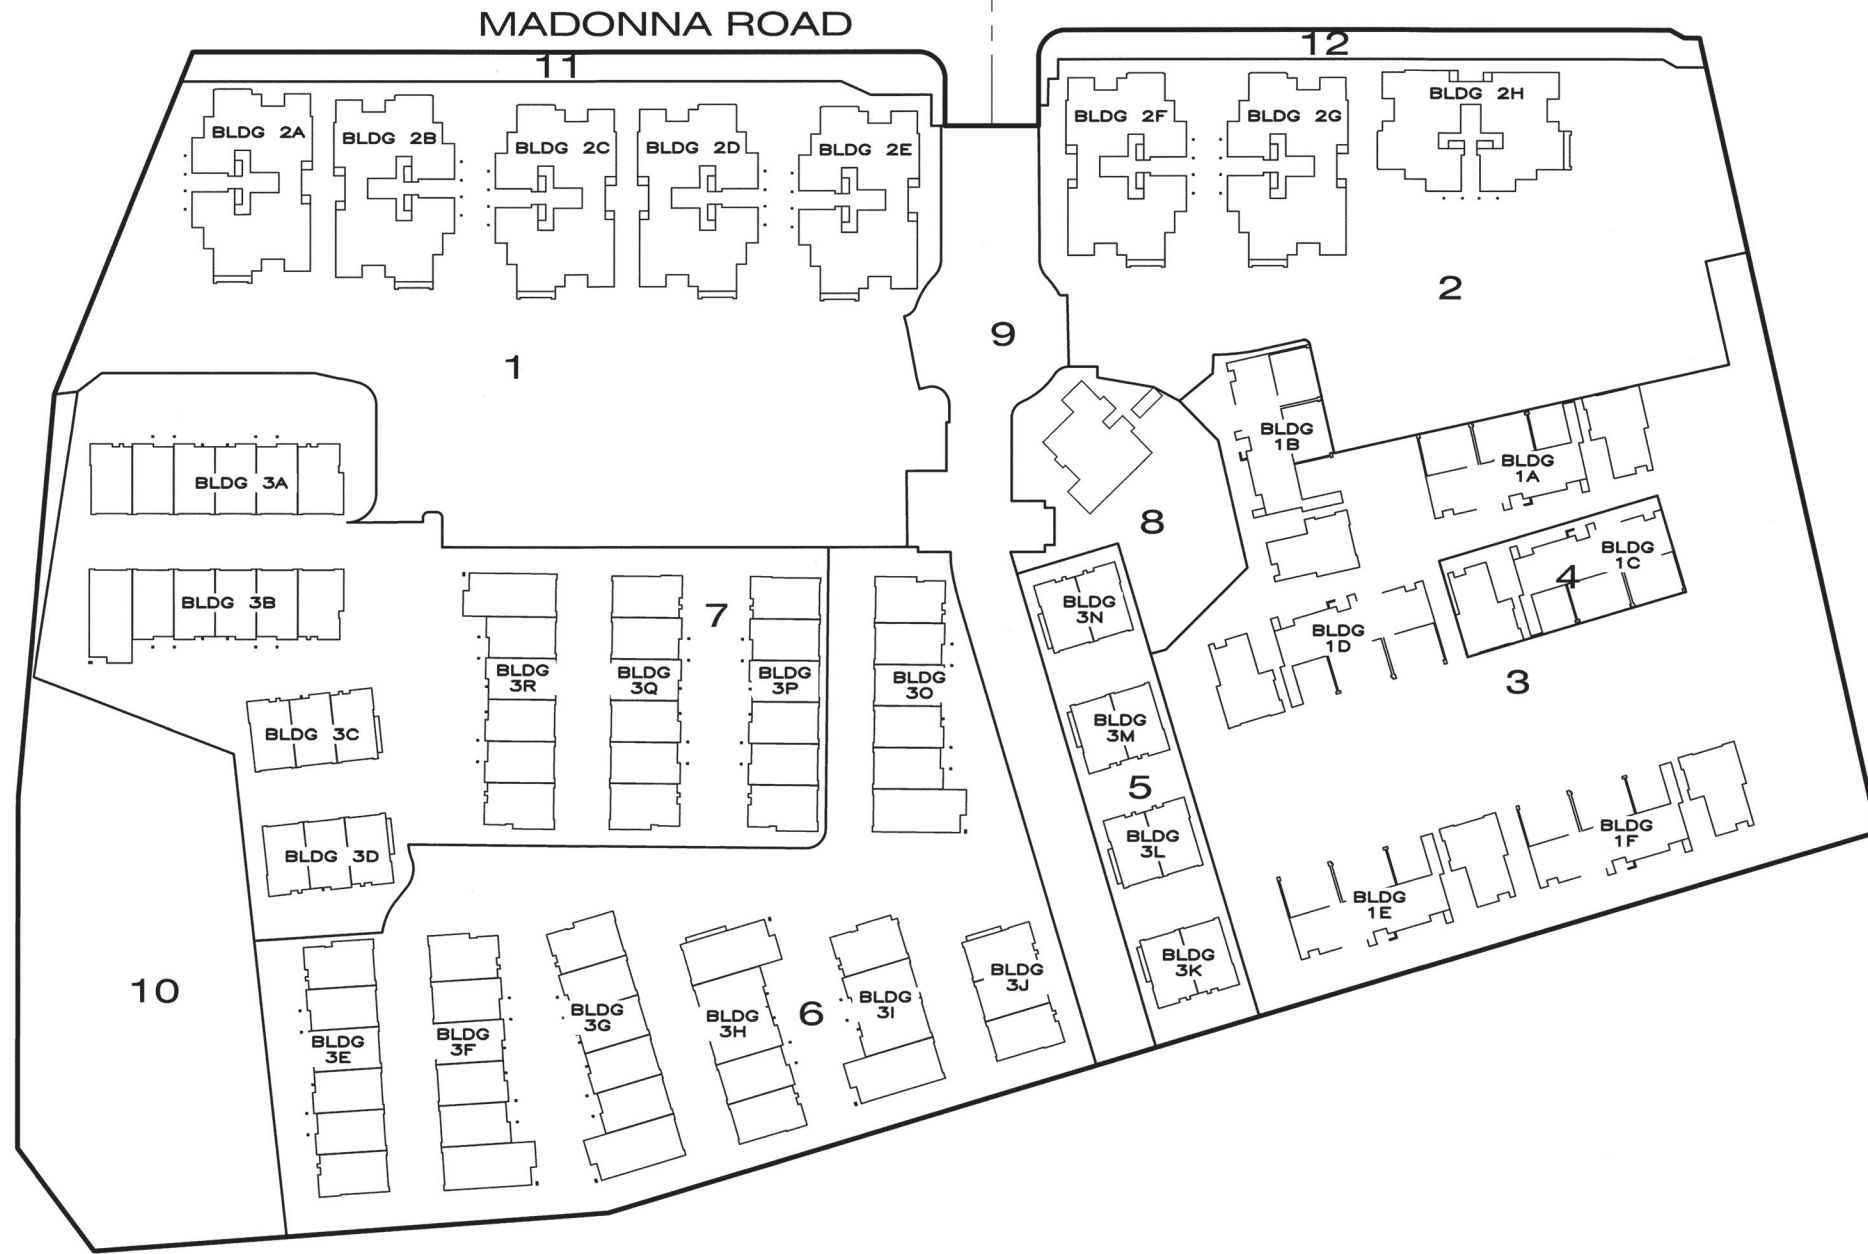 MADONNA ROAD
11
12
BLDG 2A
BLDG 2B
BLDG 2C
BLDG 2D
BLDG 2E
BLDG 2F
BLDG 2G
BLDG 2H
1
9
2
BLDG 3A
BLDG
1B
BLDG
1A
8
BLDG
1C
4
BLDG 3B
7
BLDG
3N
BLDG
1D
BLDG
3R
BLDG
3Q
BLDG
3P
BLDG
3O
3
BLDG 3C
BLDG
3M
5
BLDG 3D
BLDG
3L
BLDG
1F
BLDG
1E
10
BLDG
3K
BLDG
3J
BLDG
3I
6
BLDG
3H
BLDG
3G
BLDG
3F
BLDG
3E